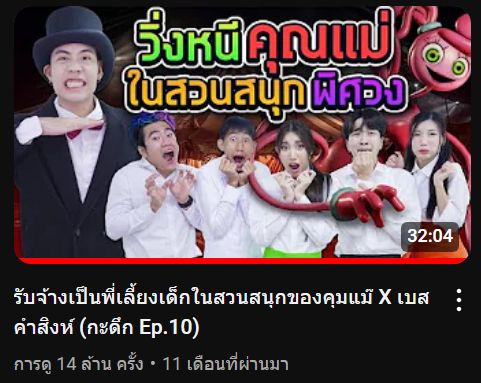 วิ่งหนีคุณแม่
ในสวนสนุกพิศวง
32:04
รับจ้างเป็นพี่เลี้ยงเด็กในสวนสนุกของคุมแม๊ X เบส
คำสิงห์ (กะดึก Ep.10)
การดู 14 ล้าน ครั้ง • 11 เดือนที่ผ่านมา